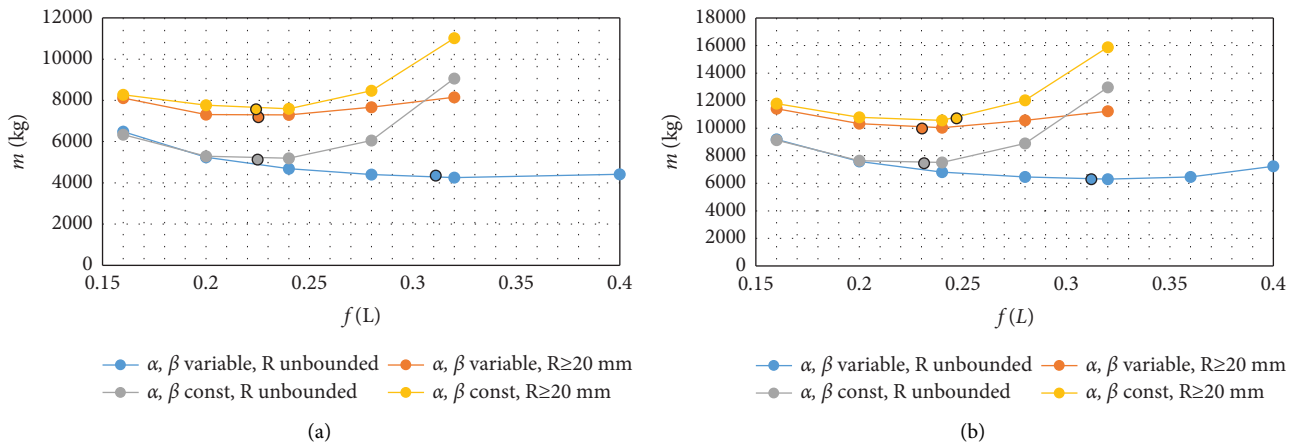 12000
10000
8000
6000
4000
2000
0
m (kg)
0.15 0.2 0.25 0.3 0.35 0.4
f (L)
α, β variable, R unbounded α, β variable, R≥20 mm
α, β const, R unbounded α, β const, R≥20 mm
(a)
18000
16000
14000
12000
10000
8000
6000
4000
2000
0
m (kg)
0.15 0.2 0.25 0.3 0.35 0.4
f (L)
α, β variable, R unbounded α, β variable, R≥20 mm
α, β const, R unbounded α, β const, R≥20 mm
(b)